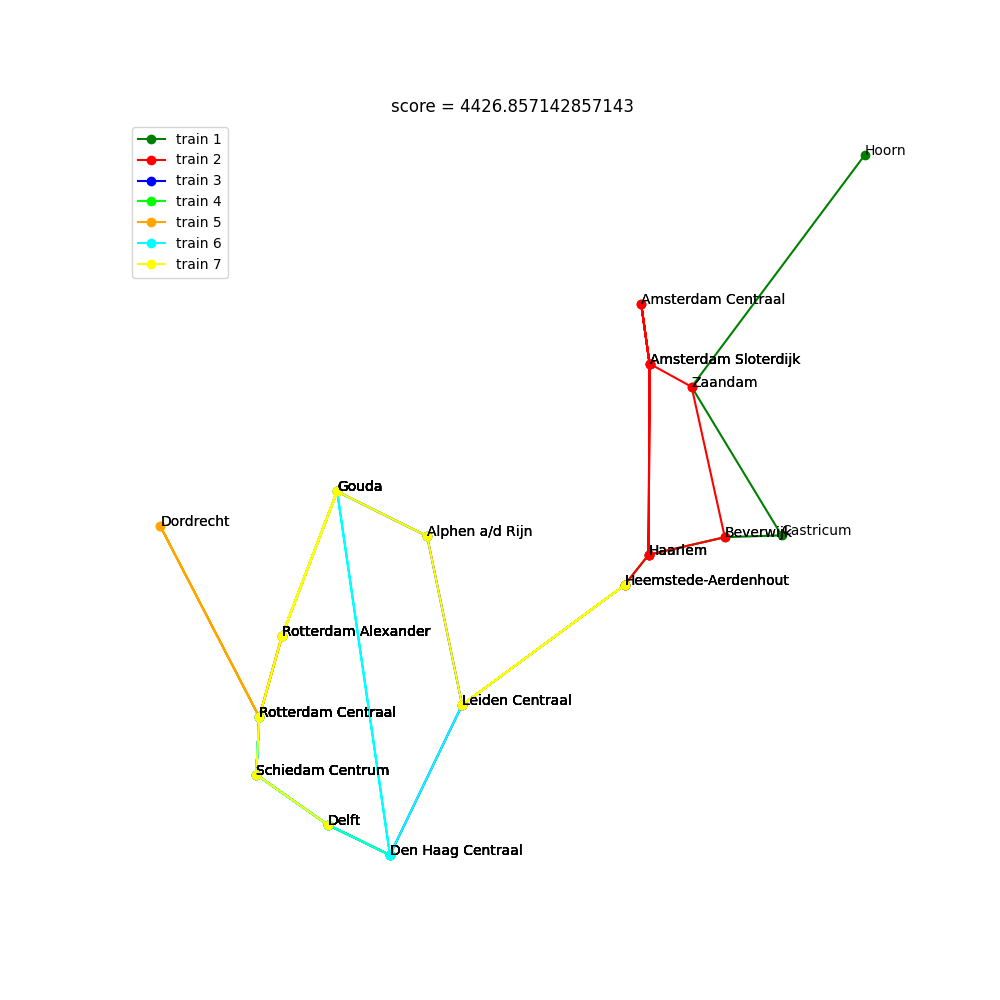 score = 4426.857142857143
train 1
train 2
train 3
train 4
train 5
train 6
train 7
Hoorn
Amsterdam Centraal
Amsterdam Sloterdijk
Zaandam
Gouda
Dordrecht
Alphen a/d Rijn
Beverwijk
Castricum
Haarlem
Heemstede-Aerdenhout
Rotterdam Alexander
Leiden Centraal
Rotterdam Centraal
Schiedam Centrum
Delft
Den Haag Centraal